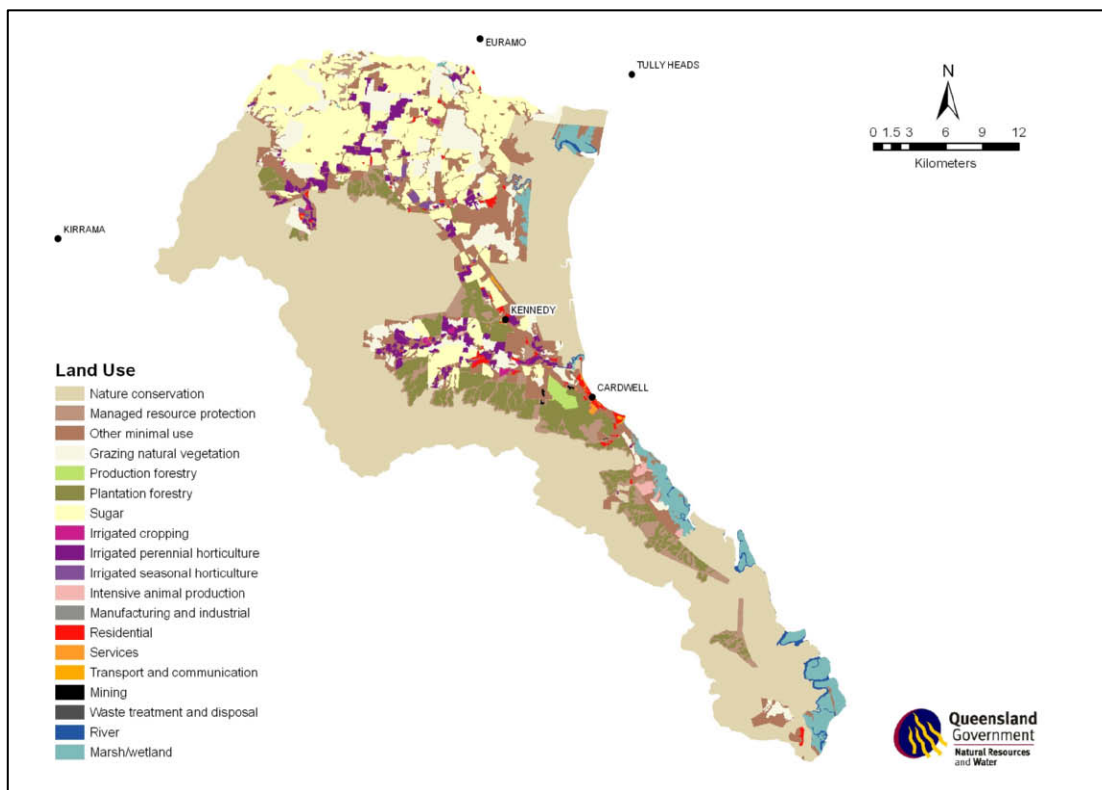 EURAMO
TULLY HEADS
N
0 1.5 3 6 9 12
Kilometers
KIRRAMA
KENNEDY
CARDWELL
Land Use
Nature conservation
Managed resource protection
Other minimal use
Grazing natural vegetation
Production forestry
Plantation forestry
Sugar
Irrigated cropping
Irrigated perennial horticulture
Irrigated seasonal horticulture
Intensive animal production
Manufacturing and industrial
Residential
Services
Transport and communication
Mining
Waste treatment and disposal
River
Marsh/wetland
Queensland
Government
Natural Resources
and Water